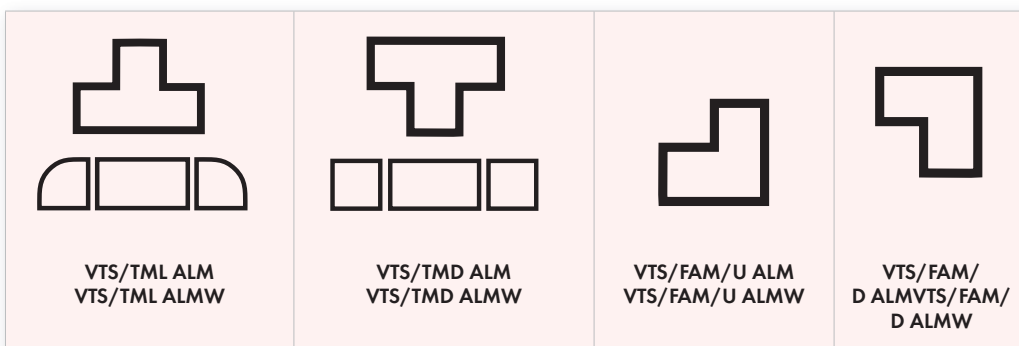 VTS/TML ALM
VTS/TML ALMW
VTS/TMD ALM
VTS/TMD ALMW
VTS/FAM/U ALM
VTS/FAM/U ALMW
VTS/FAM/
D ALMVTS/FAM/
D ALMW